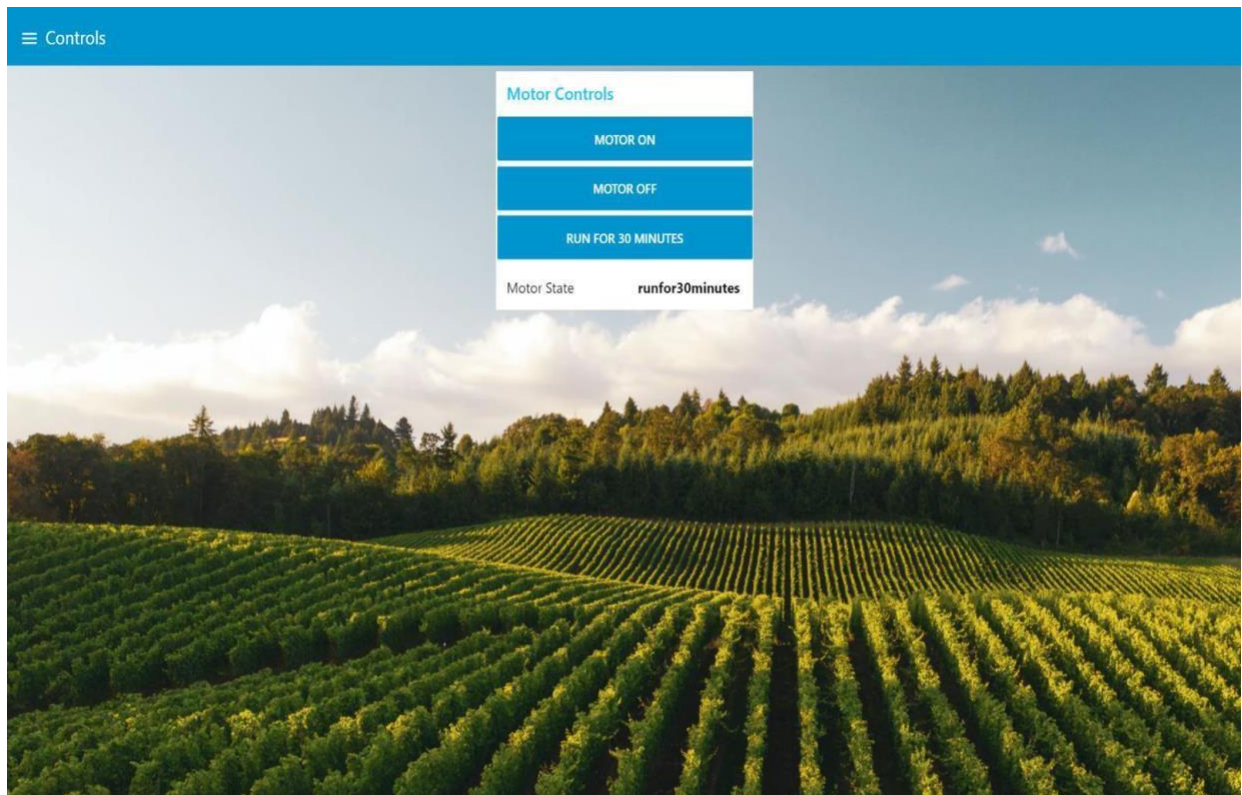 Controls
Motor Controls
MOTOR ON
MOTOR OFF
RUN FOR 30 MINUTES
Motor State runfor30minutes